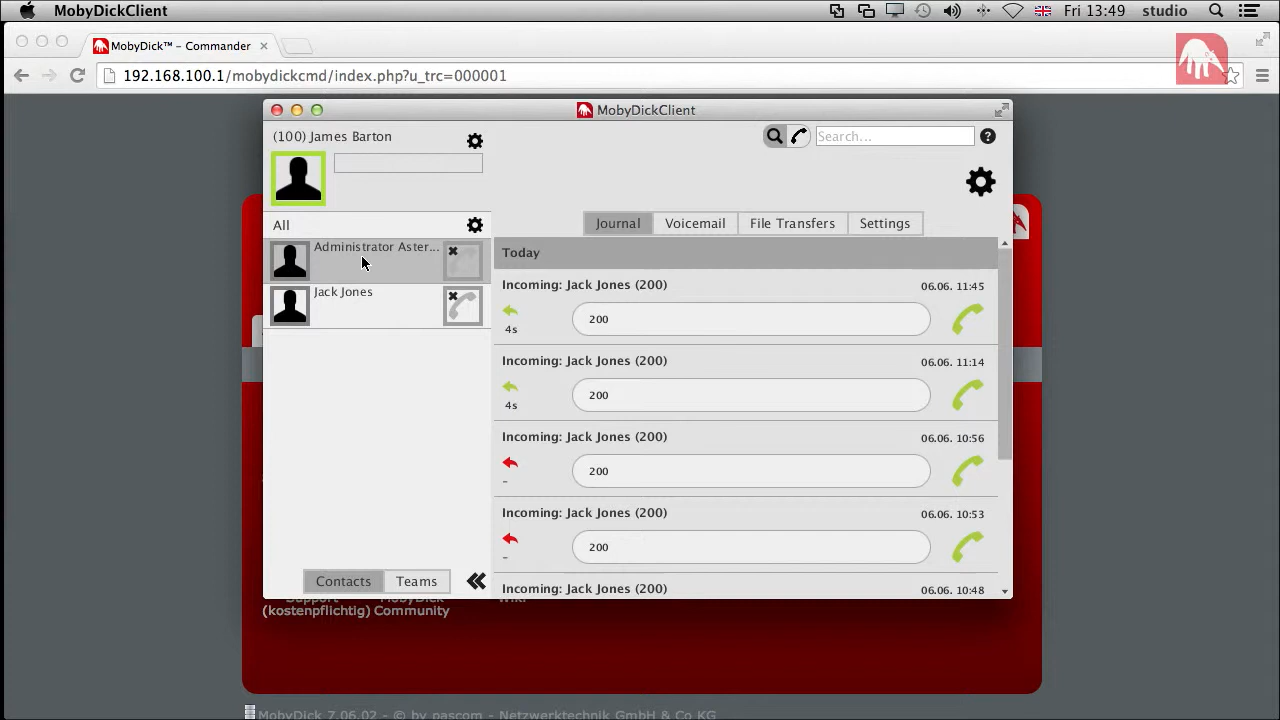 MobyDickClient
Fri 13:49 studio
MobyDick™ – Commander
192.168.100.1/mobydickcmd/index.php?u_trc=000001
MobyDickClient
(100) James Barton
Search...
All
Administrator Aster...
Jack Jones
Journal Voicemail File Transfers Settings
Today
Incoming: Jack Jones (200) 06.06. 11:45
200
4s
Incoming: Jack Jones (200) 06.06. 11:14
200
4s
Incoming: Jack Jones (200) 06.06. 10:56
200
-
Incoming: Jack Jones (200) 06.06. 10:53
200
-
Incoming: Jack Jones (200) 06.06. 10:48
Contacts Teams
(kostenpflichtig) Community
MobyDick 7.06.02 - © by pascom - Netzwerktechnik GmbH & Co KG